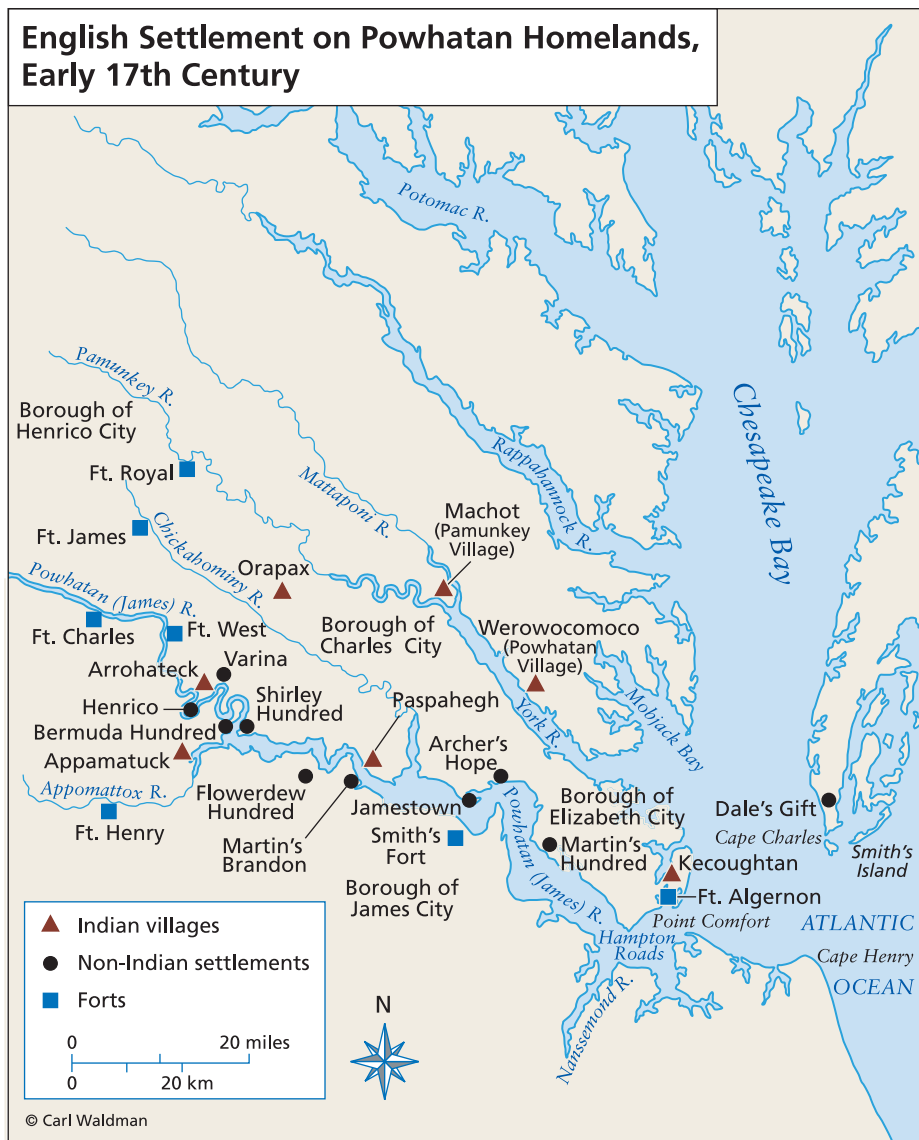 English Settlement on Powhatan Homelands,
Early 17th Century
Potomac R.
Pamunkey R.
Borough of
Henrico City
Chesapeake Bay
Rappahannock R.
Ft. Royal
Mattaponi R.
Machot
(Pamunkey
Village)
Ft. James
Chickahominy R.
Orapax
Powhatan (James) R.
Borough of
Charles City
Werowocomoco
(Powhatan
Village)
Ft. Charles
Ft. West
Varina
Arrohateck
Shirley
Hundred
Paspahegh
York R.
Mobjack Bay
Henrico
Bermuda Hundred
Archer's
Hope
Appamatuck
Appomattox R.
Flowerdew
Hundred
Jamestown
Powhatan (James) R.
Borough of
Elizabeth City
Dale's Gift
Cape Charles
Ft. Henry
Martin's
Brandon
Smith's
Fort
Martin's
Hundred
Kecoughtan
Smith's
Island
Borough of
James City
Ft. Algernon
Point Comfort
ATLANTIC
OCEAN
Hampton
Roads
Cape Henry
Nanssemond R.
Indian villages
Non-Indian settlements
Forts
N
0 20 miles
0 20 km
© Carl Waldman